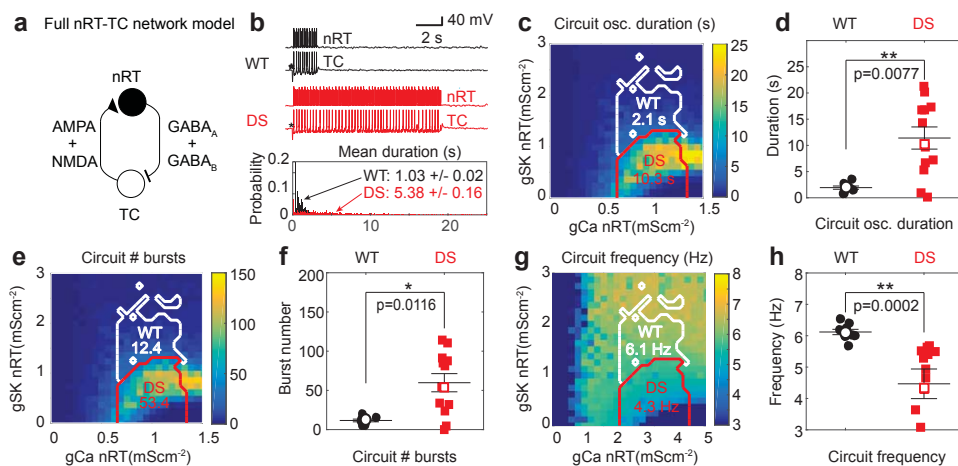 a Full nRT-TC network model
nRT
AMPA
+
NMDA
GABAA
+
GABAB
TC
b
40 mV
2 s
nRT
WT
TC
*
nRT
DS
TC
*
Mean duration (s)
Probability
0.2
0.1
0
WT: 1.03 +/- 0.02
DS: 5.38 +/- 0.16
0 10 20
c Circuit osc. duration (s)
gSK nRT(mScm-2)
3
2
1
0
WT
2.1 s
DS
10.3 s
0 0.5 1 1.5
gCa nRT(mScm-2)
25
20
15
10
5
0
d WT DS
**
p=0.0077
Duration (s)
25
20
15
10
5
0
Circuit osc. duration
e Circuit # bursts
gSK nRT(mScm-2)
3
2
1
0
WT
12.4
DS
53.4
0 0.5 1 1.5
gCa nRT(mScm-2)
150
100
50
0
f WT DS
*
p=0.0116
Burst number
200
150
100
50
0
Circuit # bursts
g Circuit frequency (Hz)
gSK nRT(mScm-2)
3
2
1
0
WT
6.1 Hz
DS
4.3 Hz
0 1 2 3 4 5
gCa nRT(mScm-2)
8
7
6
5
4
3
h WT DS
**
p=0.0002
Frequency (Hz)
8
7
6
5
4
3
Circuit frequency